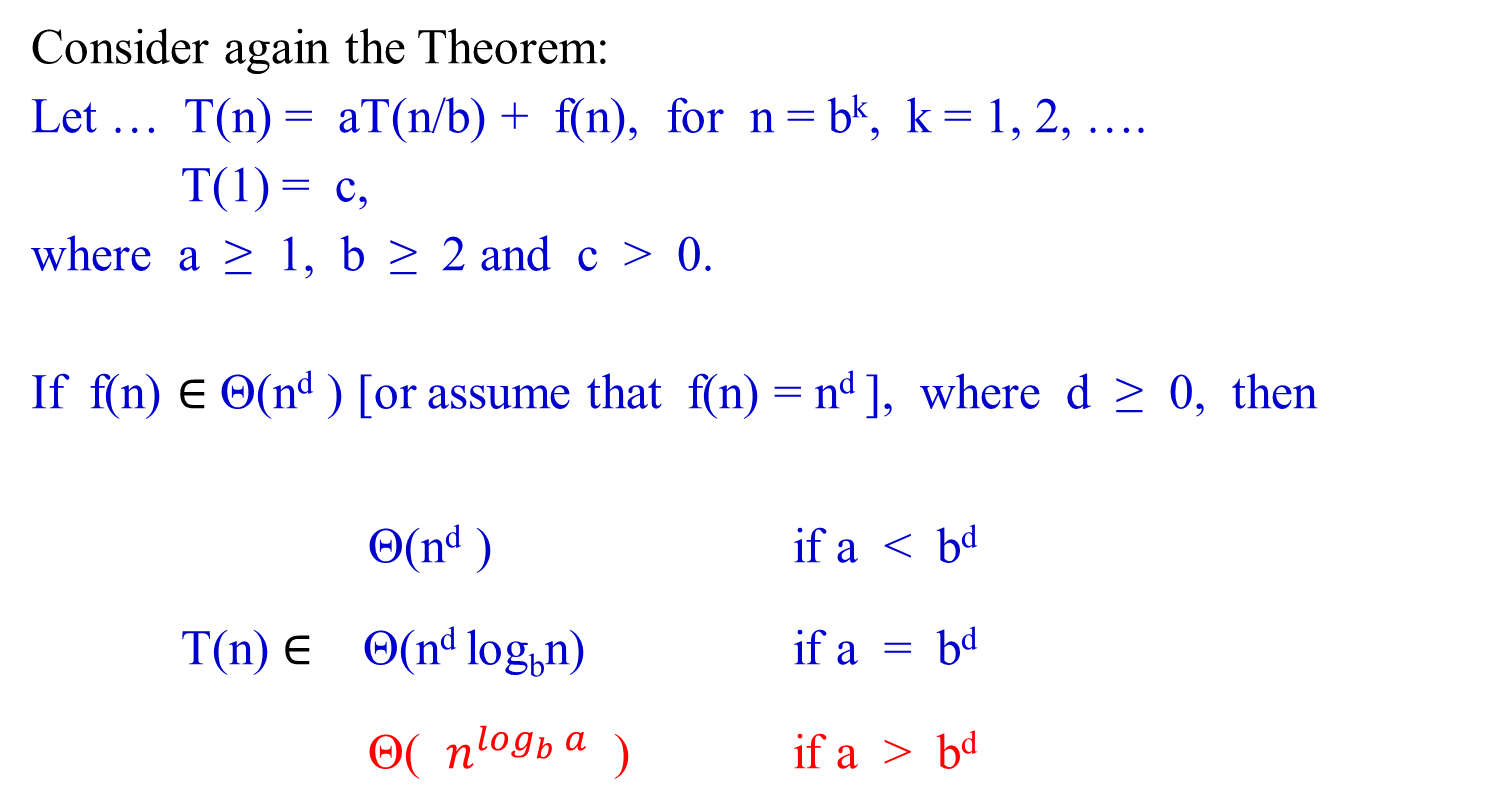 Consider again the Theorem:
Let … T(n) = aT(n/b) + f(n), for n = b^k, k = 1, 2, ….
T(1) = c,
where a ≥ 1, b ≥ 2 and c > 0.
If f(n) ∈ Θ(n^d ) [or assume that f(n) = n^d ], where d ≥ 0, then
Θ(n^d ) if a < b^d
T(n) ∈ Θ(n^d log_b n) if a = b^d
Θ( n^{log_b a} ) if a > b^d